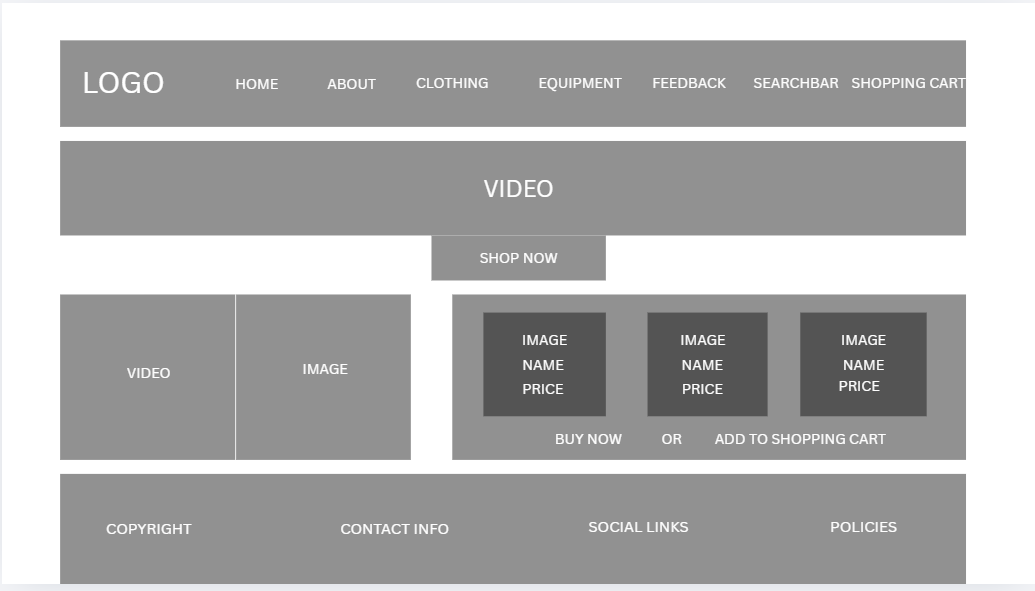 LOGO HOME ABOUT CLOTHING EQUIPMENT FEEDBACK SEARCHBAR SHOPPING CART
VIDEO
SHOP NOW
VIDEO
IMAGE
IMAGE
NAME
PRICE
IMAGE
NAME
PRICE
IMAGE
NAME
PRICE
BUY NOW OR ADD TO SHOPPING CART
COPYRIGHT CONTACT INFO SOCIAL LINKS POLICIES